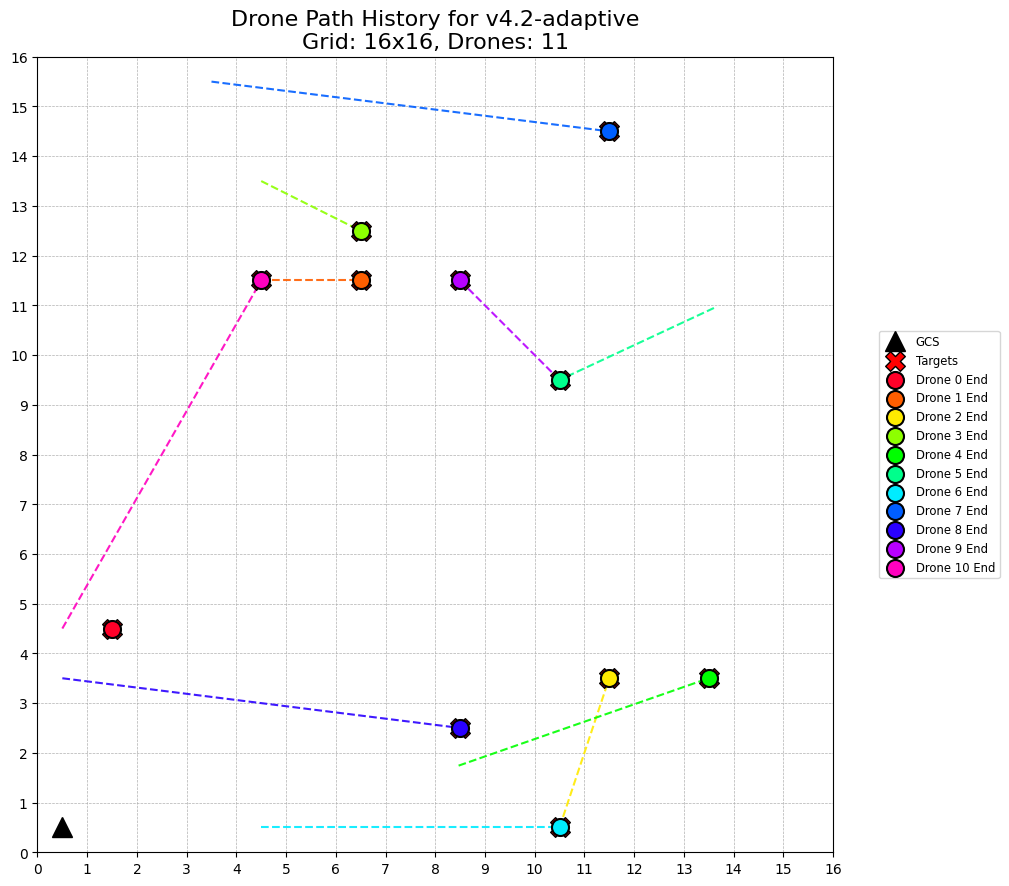 Drone Path History for v4.2-adaptive
Grid: 16x16, Drones: 11
16
15
14
13
12
11
10
9
8
7
6
5
4
3
2
1
0
0 1 2 3 4 5 6 7 8 9 10 11 12 13 14 15 16
GCS
Targets
Drone 0 End
Drone 1 End
Drone 2 End
Drone 3 End
Drone 4 End
Drone 5 End
Drone 6 End
Drone 7 End
Drone 8 End
Drone 9 End
Drone 10 End